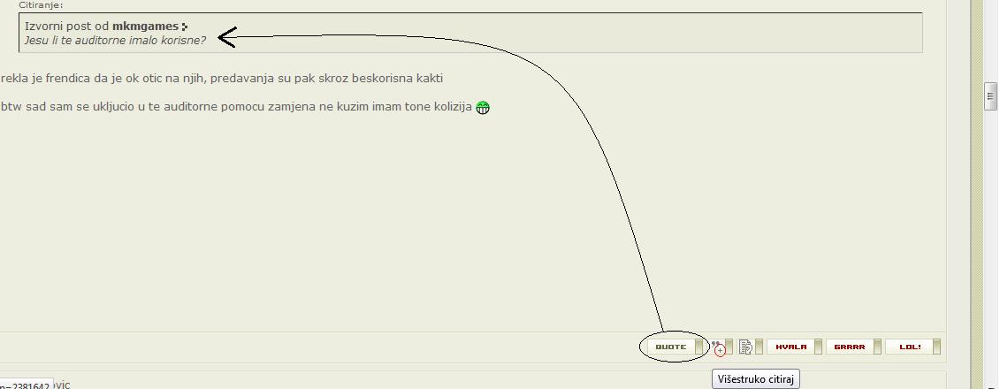 Citiranje:
Izvorni post od mkmgames
Jesu li te auditorne imalo korisne?
rekla je frendica da je ok otic na njih, predavanja su pak skroz beskorisna kakti
btw sad sam se ukljucio u te auditorne pomocu zamjena ne kuzim imam tone kolizija
QUOTE HVALA GRRRR LOL!
Višestruko citiraj
p=2381642 ovic